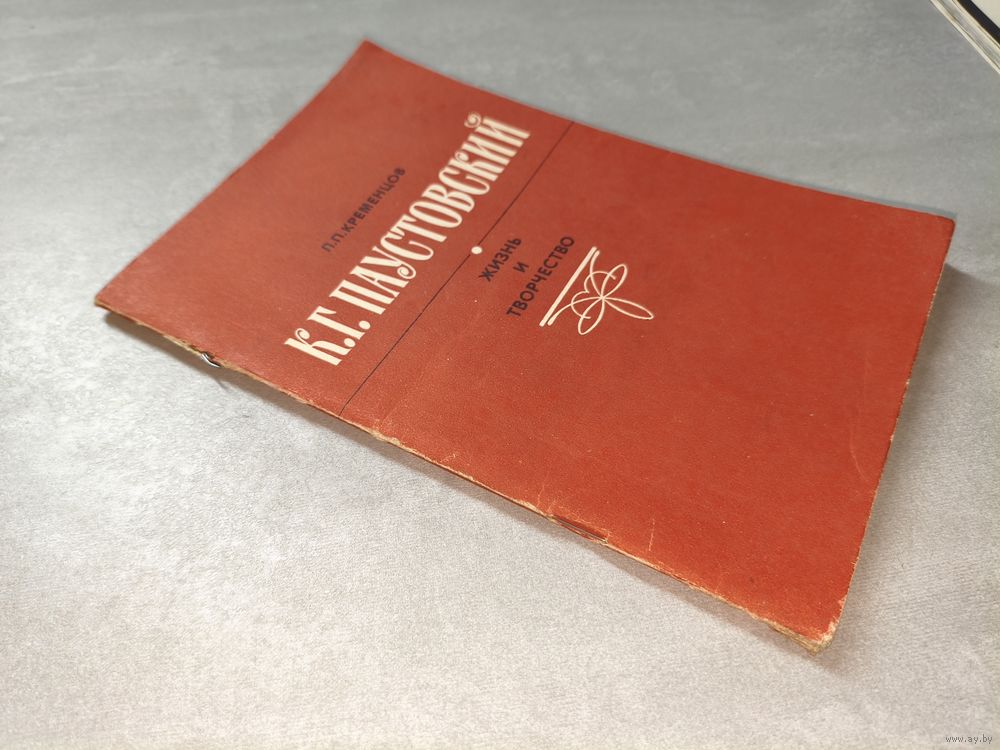 Л.П.КРЕМЕНЦОВ
К.Г. ПАУСТОВСКИЙ
ЖИЗНЬ
И
ТВОРЧЕСТВО
www.ay.by